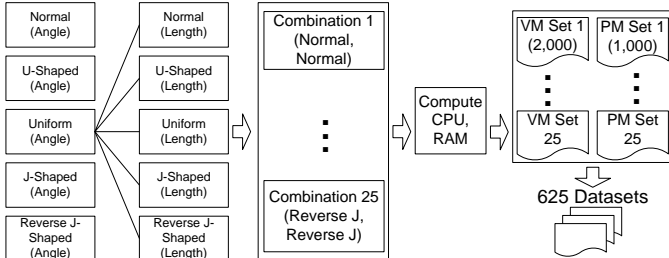 Normal
(Angle)
U-Shaped
(Angle)
Uniform
(Angle)
J-Shaped
(Angle)
Reverse J-
Shaped
(Angle)
Normal
(Length)
U-Shaped
(Length)
Uniform
(Length)
J-Shaped
(Length)
Reverse J-
Shaped
(Length)
Combination 1
(Normal,
Normal)
Combination 25
(Reverse J,
Reverse J)
Compute
CPU,
RAM
VM Set 1
(2,000)
PM Set 1
(1,000)
VM Set
25
PM Set
25
625 Datasets